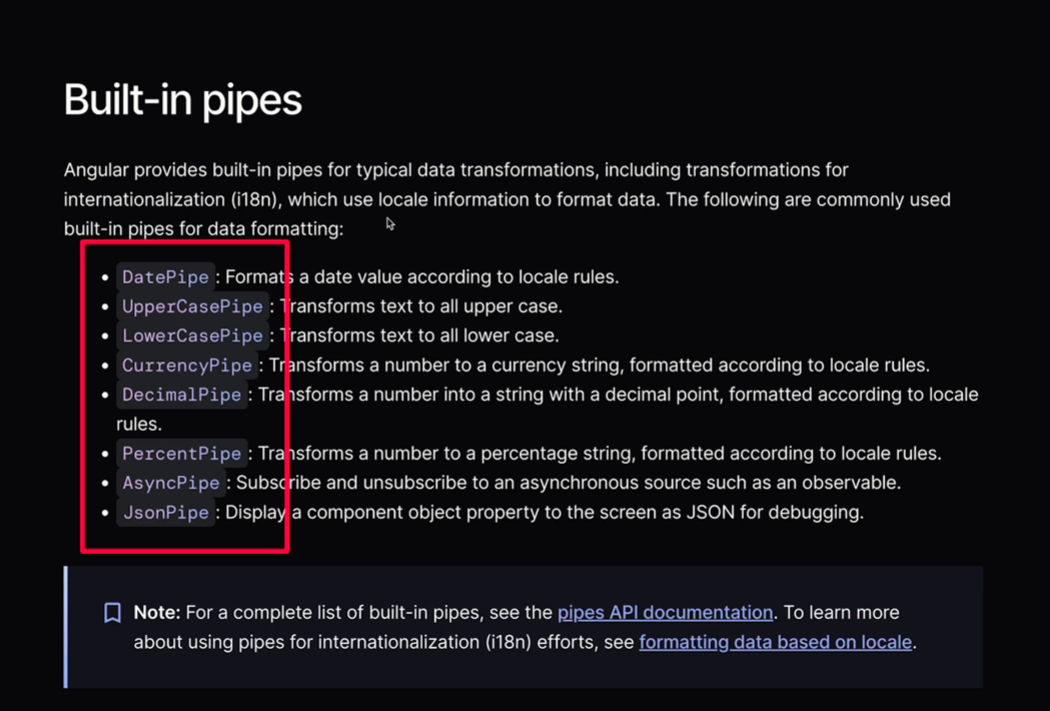 Built-in pipes
Angular provides built-in pipes for typical data transformations, including transformations for
internationalization (i18n), which use locale information to format data. The following are commonly used
built-in pipes for data formatting:
• DatePipe: Formats a date value according to locale rules.
• UpperCasePipe: Transforms text to all upper case.
• LowerCasePipe: Transforms text to all lower case.
• CurrencyPipe: Transforms a number to a currency string, formatted according to locale rules.
• DecimalPipe: Transforms a number into a string with a decimal point, formatted according to locale
rules.
• PercentPipe: Transforms a number to a percentage string, formatted according to locale rules.
• AsyncPipe: Subscribe and unsubscribe to an asynchronous source such as an observable.
• JsonPipe: Display a component object property to the screen as JSON for debugging.
Note: For a complete list of built-in pipes, see the pipes API documentation. To learn more
about using pipes for internationalization (i18n) efforts, see formatting data based on locale.